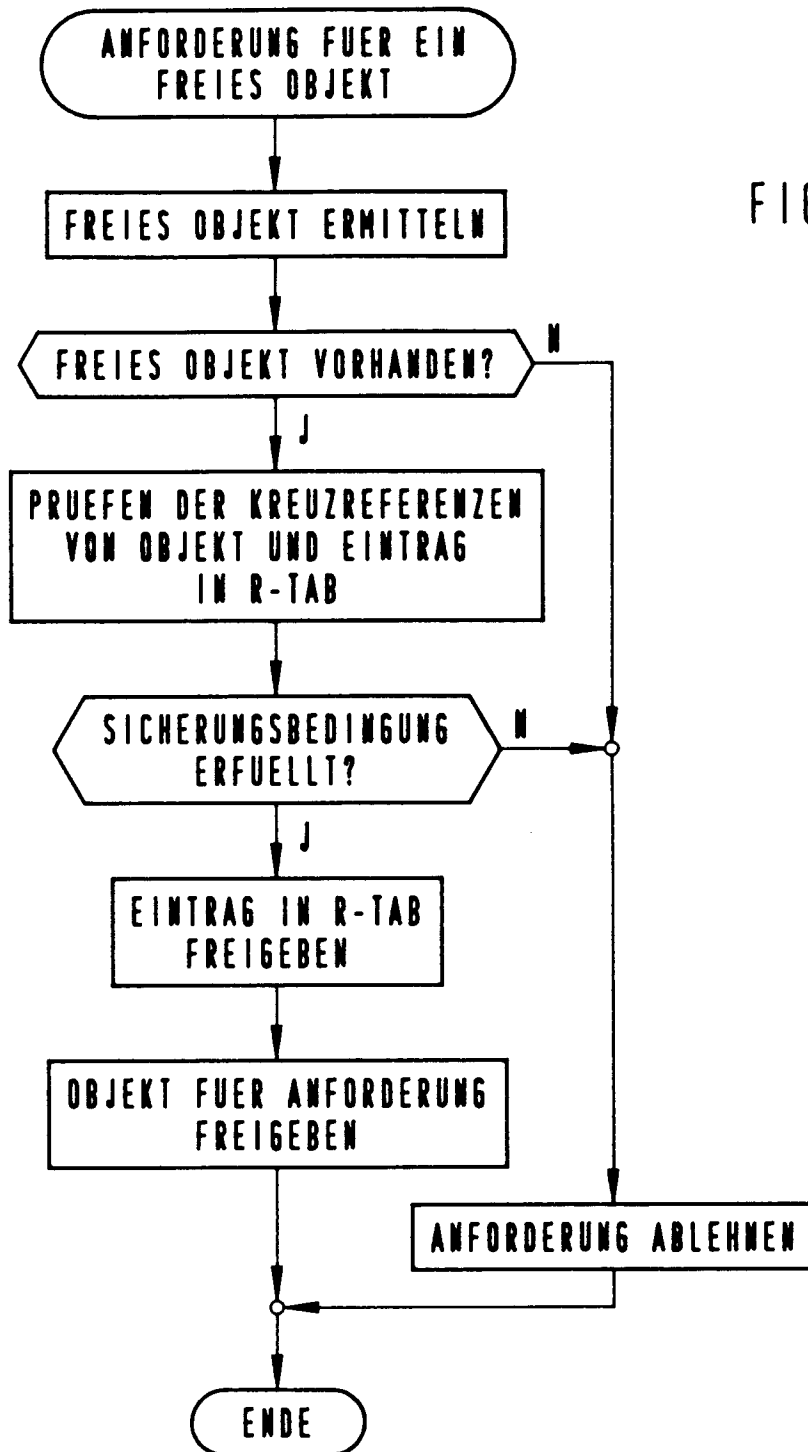 ANFORDERUNG FUER EIN
FREIES OBJEKT
FREIES OBJEKT ERMITTELN
FIG
FREIES OBJEKT VORHANDEN?
N
J
PRUEFEN DER KREUZREFERENZEN
VON OBJEKT UND EINTRAG
IN R-TAB
SICHERUNGSBEDINGUNG
ERFUELLT?
N
J
EINTRAG IN R-TAB
FREIGEBEN
OBJEKT FUER ANFORDERUNG
FREIGEBEN
ANFORDERUNG ABLEHNEN
ENDE